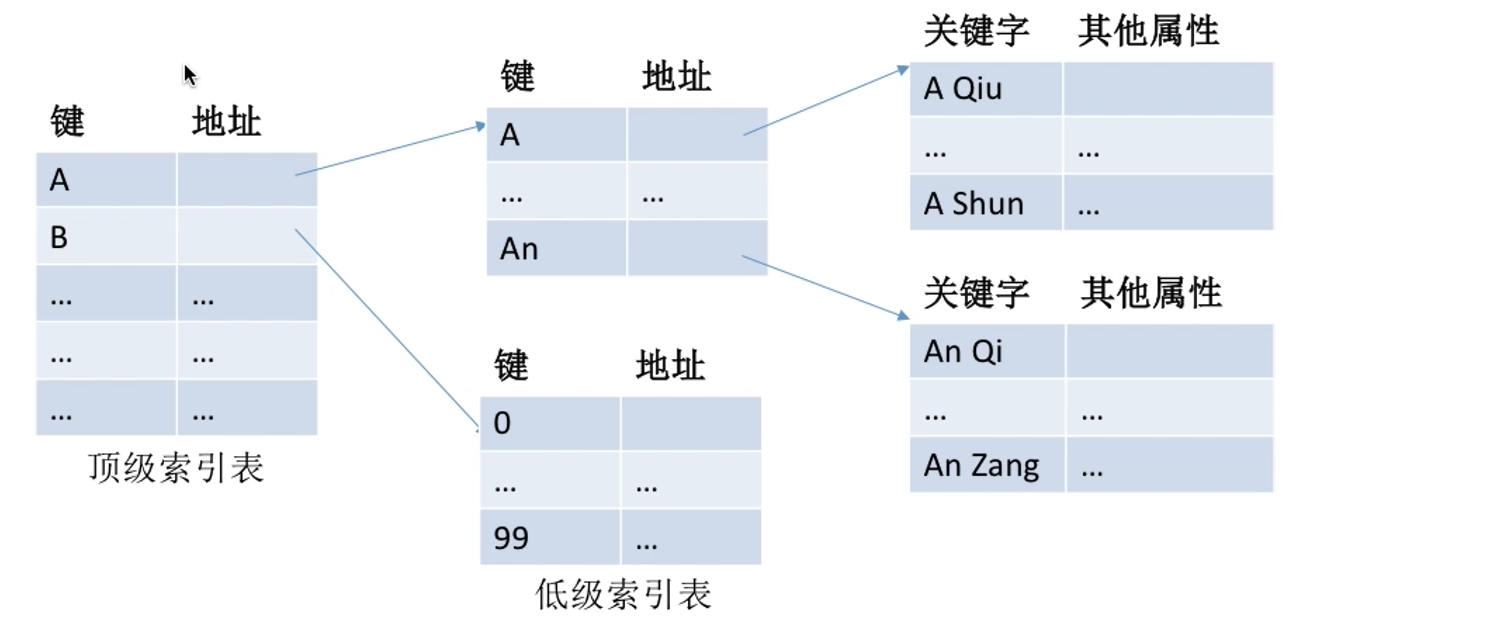 键 地址
A
B
... ...
... ...
... ...
顶级索引表
键 地址
A
... ...
An
键 地址
0
... ...
99 ...
低级索引表
关键字 其他属性
A Qiu
... ...
A Shun ...
关键字 其他属性
An Qi
... ...
An Zang ...